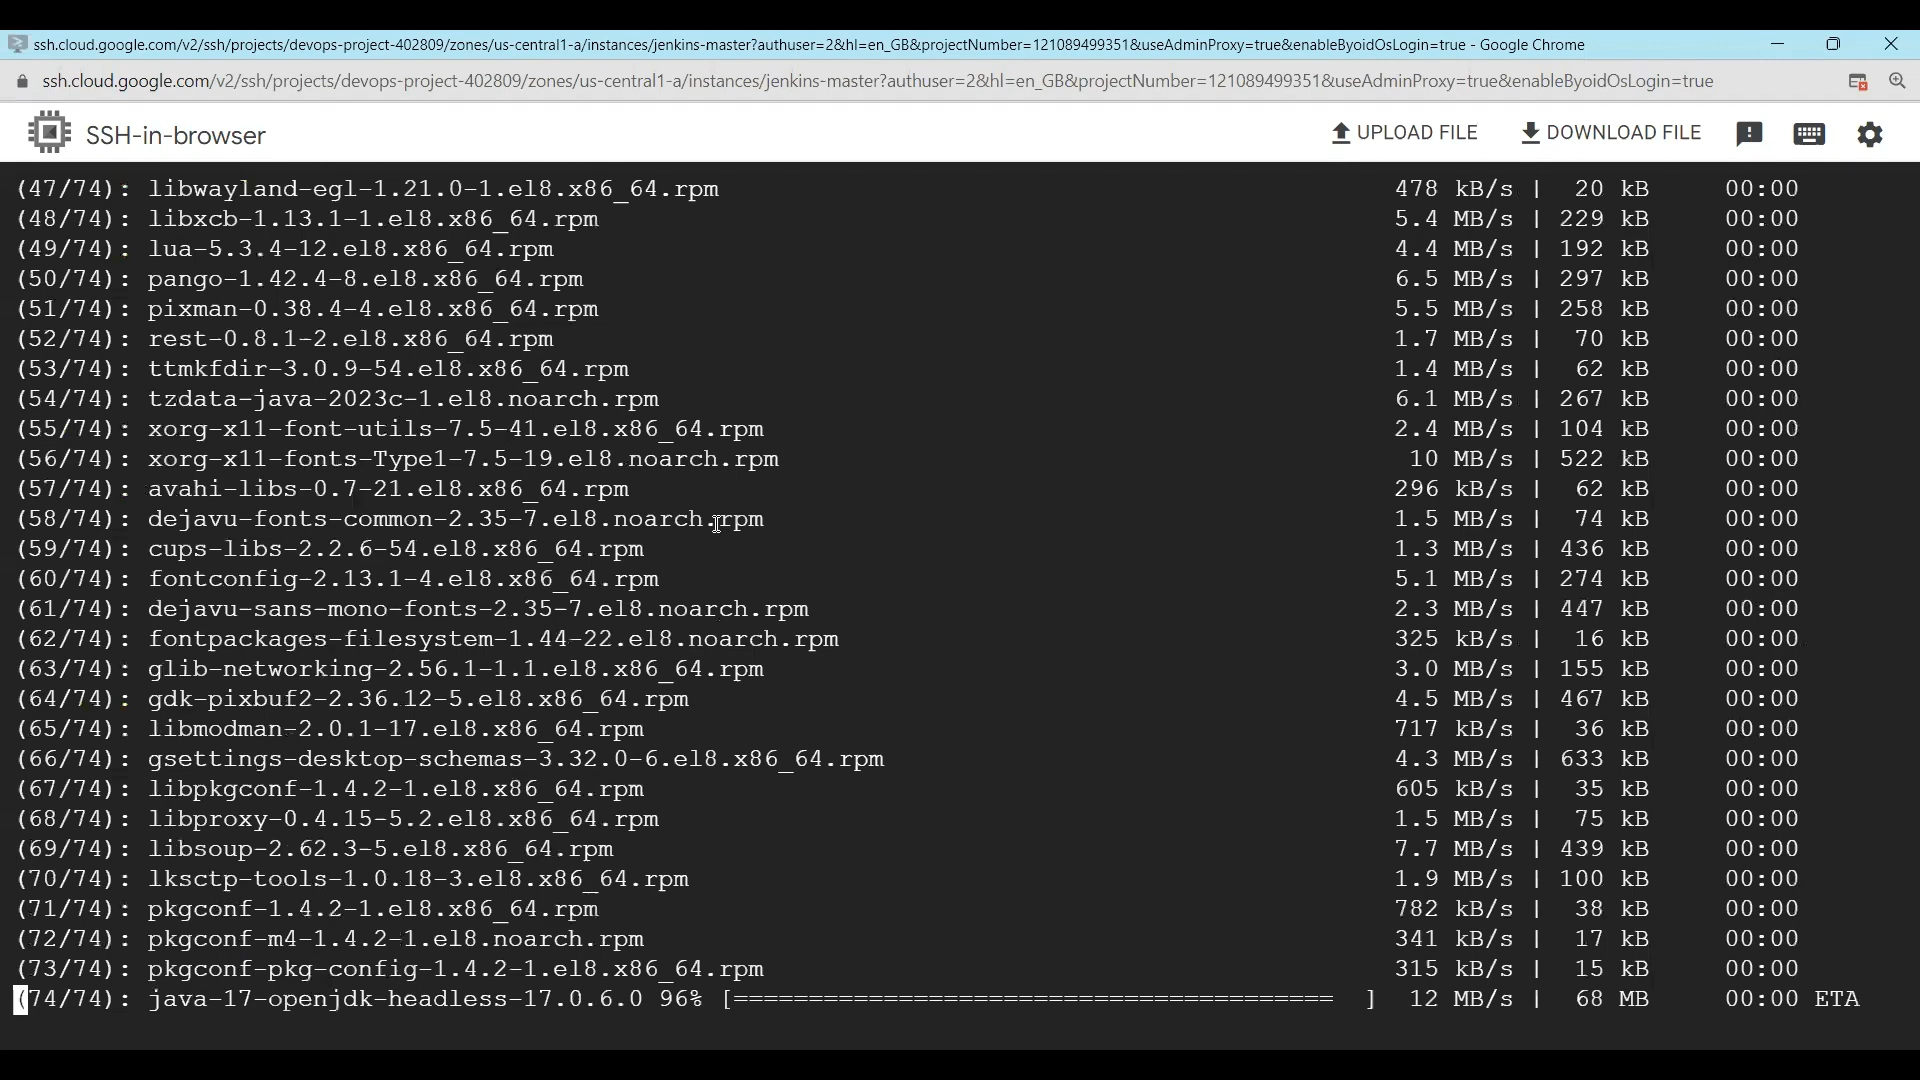 ssh.cloud.google.com/v2/ssh/projects/devops-project-402809/zones/us-central1-a/instances/jenkins-master?authuser=2&hl=en_GB&projectNumber=121089499351&useAdminProxy=true&enableByoidOsLogin=true - Google Chrome
ssh.cloud.google.com/v2/ssh/projects/devops-project-402809/zones/us-central1-a/instances/jenkins-master?authuser=2&hl=en_GB&projectNumber=121089499351&useAdminProxy=true&enableByoidOsLogin=true
SSH-in-browser UPLOAD FILE DOWNLOAD FILE
(47/74): libwayland-egl-1.21.0-1.el8.x86_64.rpm 478 kB/s | 20 kB 00:00
(48/74): libxcb-1.13.1-1.el8.x86_64.rpm 5.4 MB/s | 229 kB 00:00
(49/74): lua-5.3.4-12.el8.x86_64.rpm 4.4 MB/s | 192 kB 00:00
(50/74): pango-1.42.4-8.el8.x86_64.rpm 6.5 MB/s | 297 kB 00:00
(51/74): pixman-0.38.4-4.el8.x86_64.rpm 5.5 MB/s | 258 kB 00:00
(52/74): rest-0.8.1-2.el8.x86_64.rpm 1.7 MB/s | 70 kB 00:00
(53/74): ttmkfdir-3.0.9-54.el8.x86_64.rpm 1.4 MB/s | 62 kB 00:00
(54/74): tzdata-java-2023c-1.el8.noarch.rpm 6.1 MB/s | 267 kB 00:00
(55/74): xorg-x11-font-utils-7.5-41.el8.x86_64.rpm 2.4 MB/s | 104 kB 00:00
(56/74): xorg-x11-fonts-Type1-7.5-19.el8.noarch.rpm 10 MB/s | 522 kB 00:00
(57/74): avahi-libs-0.7-21.el8.x86_64.rpm 296 kB/s | 62 kB 00:00
(58/74): dejavu-fonts-common-2.35-7.el8.noarch.rpm 1.5 MB/s | 74 kB 00:00
(59/74): cups-libs-2.2.6-54.el8.x86_64.rpm 1.3 MB/s | 436 kB 00:00
(60/74): fontconfig-2.13.1-4.el8.x86_64.rpm 5.1 MB/s | 274 kB 00:00
(61/74): dejavu-sans-mono-fonts-2.35-7.el8.noarch.rpm 2.3 MB/s | 447 kB 00:00
(62/74): fontpackages-filesystem-1.44-22.el8.noarch.rpm 325 kB/s | 16 kB 00:00
(63/74): glib-networking-2.56.1-1.1.el8.x86_64.rpm 3.0 MB/s | 155 kB 00:00
(64/74): gdk-pixbuf2-2.36.12-5.el8.x86_64.rpm 4.5 MB/s | 467 kB 00:00
(65/74): libmodman-2.0.1-17.el8.x86_64.rpm 717 kB/s | 36 kB 00:00
(66/74): gsettings-desktop-schemas-3.32.0-6.el8.x86_64.rpm 4.3 MB/s | 633 kB 00:00
(67/74): libpkgconf-1.4.2-1.el8.x86_64.rpm 605 kB/s | 35 kB 00:00
(68/74): libproxy-0.4.15-5.2.el8.x86_64.rpm 1.5 MB/s | 75 kB 00:00
(69/74): libsoup-2.62.3-5.el8.x86_64.rpm 7.7 MB/s | 439 kB 00:00
(70/74): lksctp-tools-1.0.18-3.el8.x86_64.rpm 1.9 MB/s | 100 kB 00:00
(71/74): pkgconf-1.4.2-1.el8.x86_64.rpm 782 kB/s | 38 kB 00:00
(72/74): pkgconf-m4-1.4.2-1.el8.noarch.rpm 341 kB/s | 17 kB 00:00
(73/74): pkgconf-pkg-config-1.4.2-1.el8.x86_64.rpm 315 kB/s | 15 kB 00:00
(74/74): java-17-openjdk-headless-17.0.6.0 96% [======================================== ] 12 MB/s | 68 MB 00:00 ETA